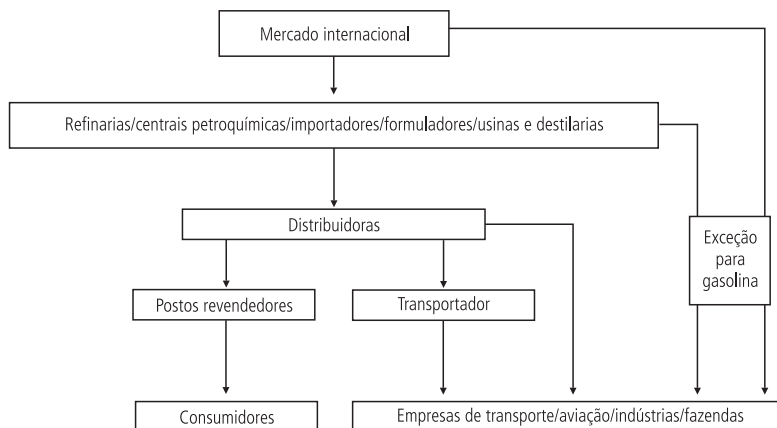 Mercado internacional
Refinarias/centrais petroquímicas/importadores/formuladores/usinas e destilarias
Distribuidoras
Exceção
para
gasolina
Postos revendedores
Transportador
Consumidores
Empresas de transporte/aviação/indústrias/fazendas